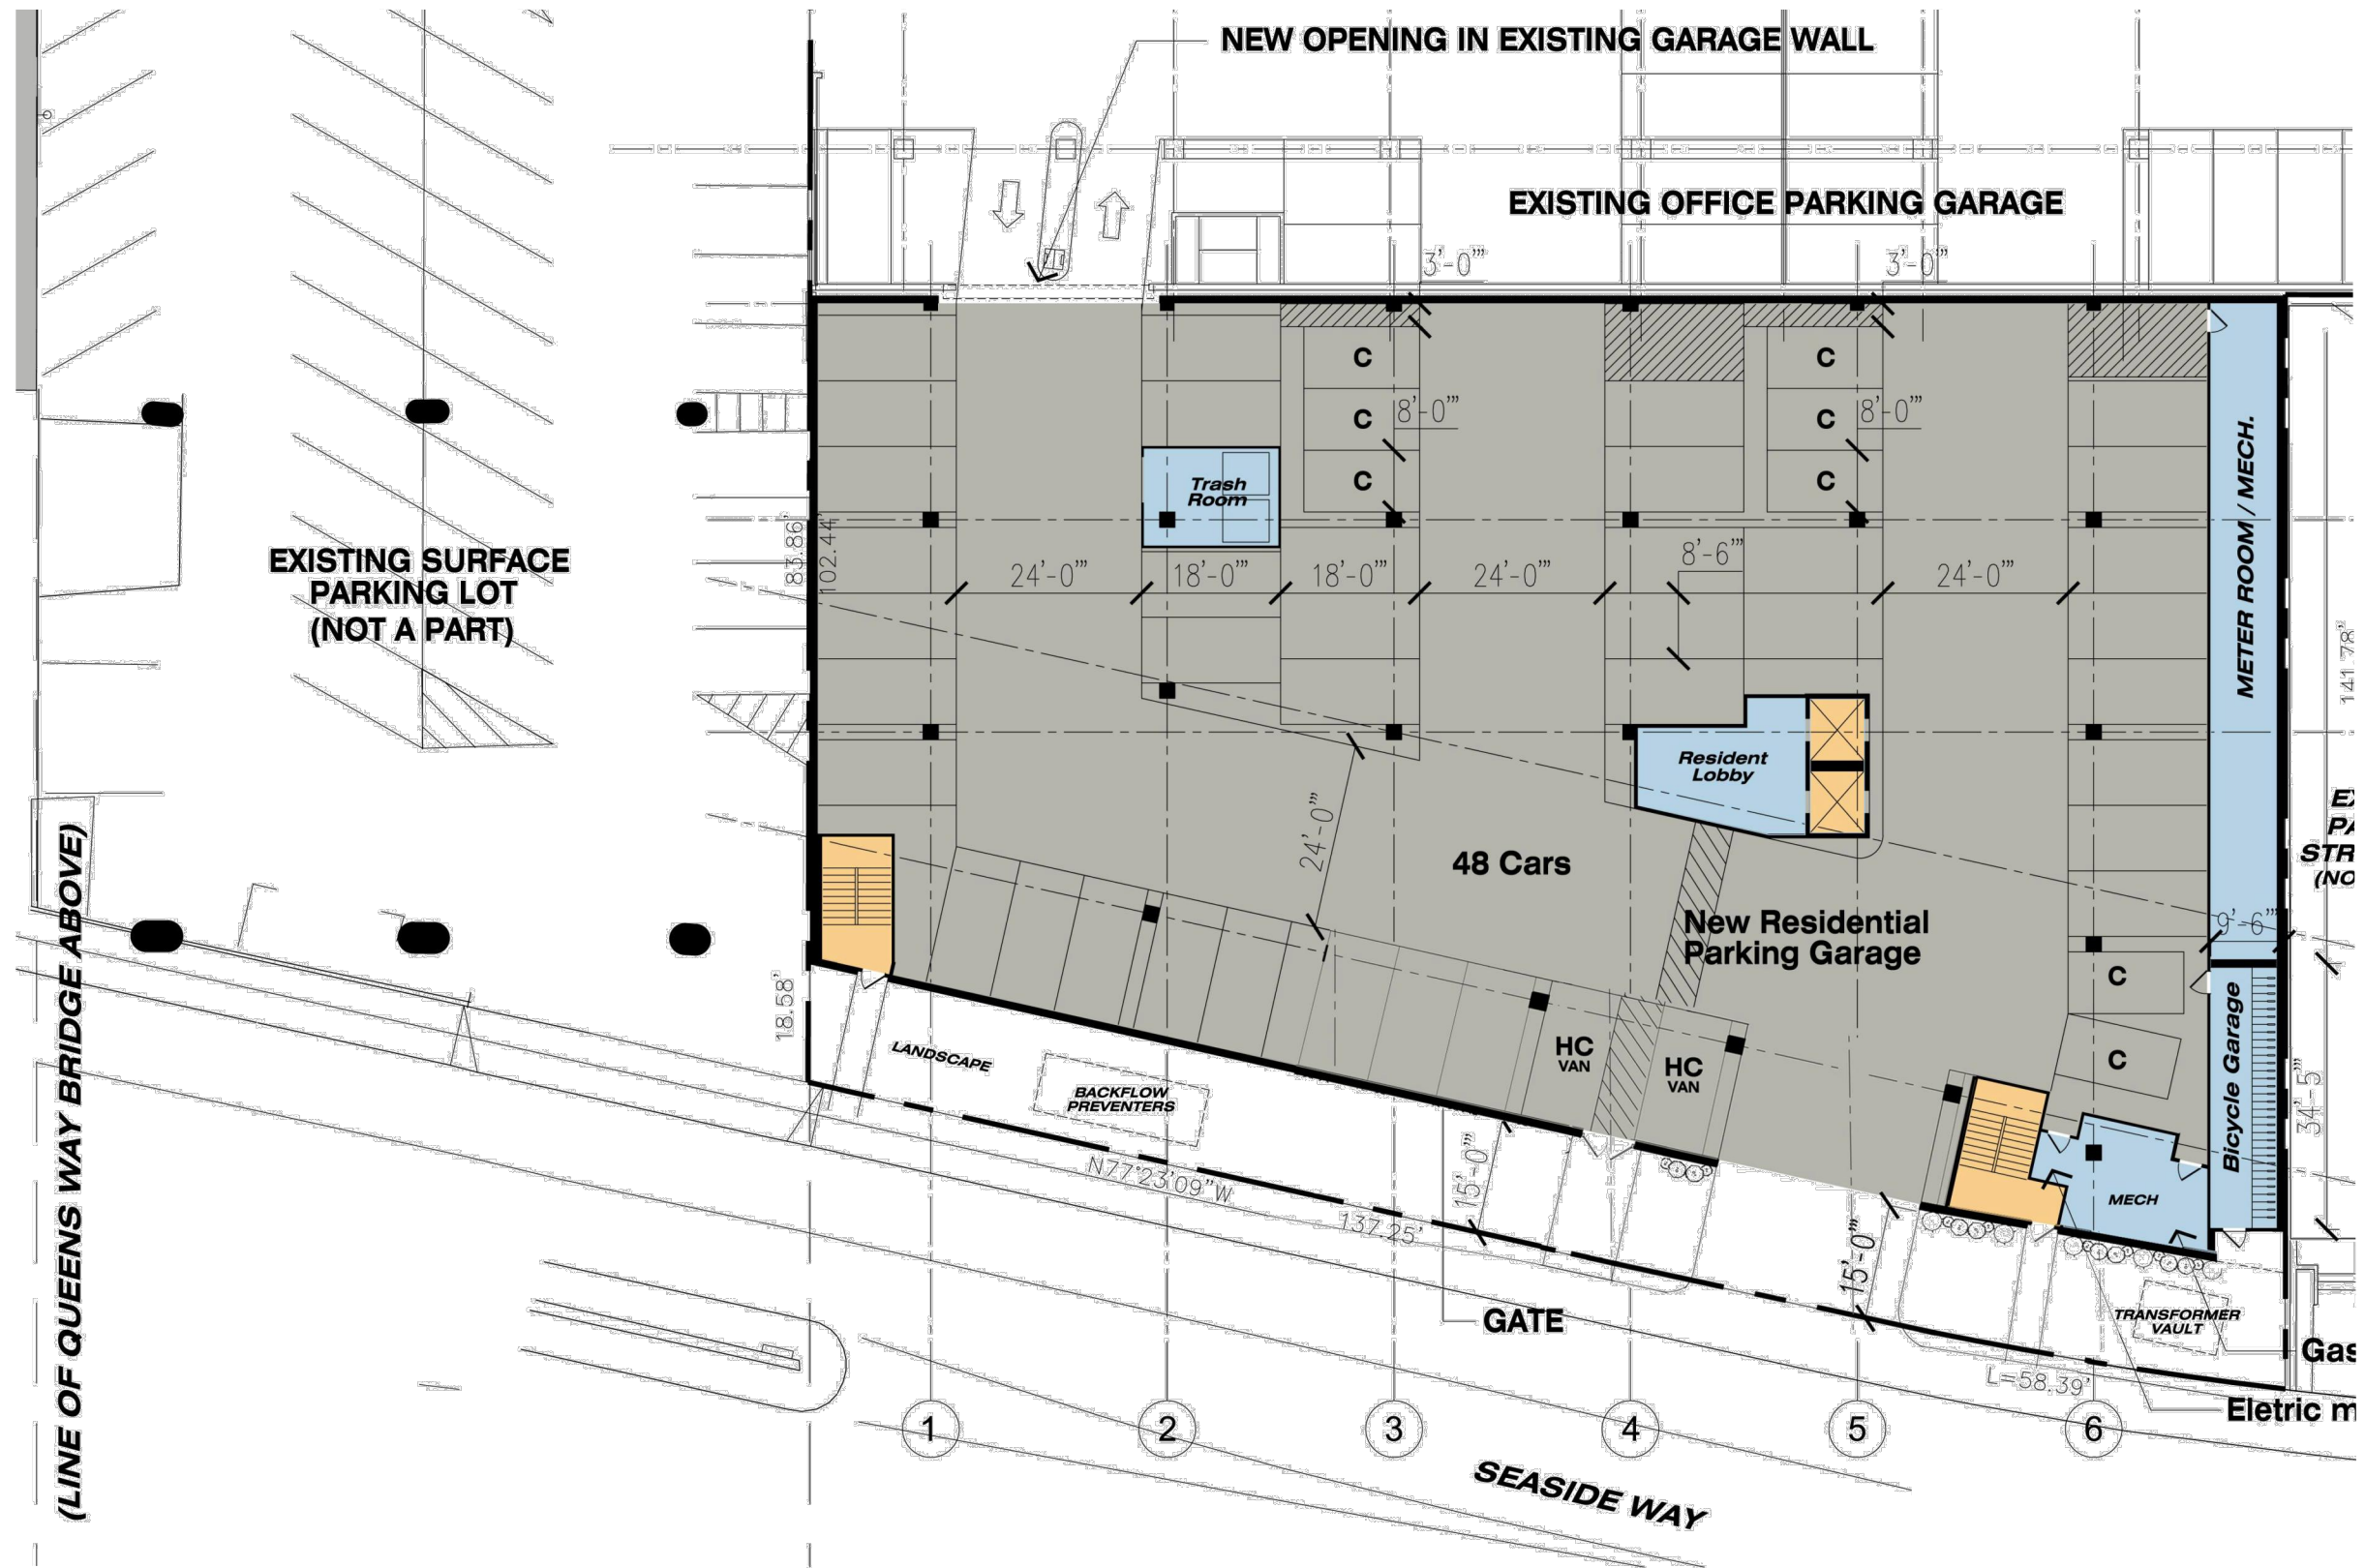 NEW OPENING IN EXISTING GARAGE WALL
EXISTING OFFICE PARKING GARAGE
3'-0"'
3'-0"'
C
C
C
8'-0"'
C
8'-0"'
C
C
Trash
Room
METER ROOM / MECH.
EXISTING SURFACE
PARKING LOT
(NOT A PART)
83.86'
102.44'
24'-0"'
18'-0"'
18'-0"'
24'-0"'
8'-6"'
24'-0"'
141.78'
Resident
Lobby
24'-0"'
48 Cars
New Residential
Parking Garage
9'-6"'
(LINE OF QUEENS WAY BRIDGE ABOVE)
18.58'
LANDSCAPE
BACKFLOW
PREVENTERS
HC
VAN
HC
VAN
C
C
Bicycle Garage
34'-5"'
MECH
N77°23'09"W
137.25'
15'-0"'
15'-0"'
GATE
TRANSFORMER
VAULT
Gas
L=58.39'
Eletric m
1
2
3
4
5
6
SEASIDE WAY